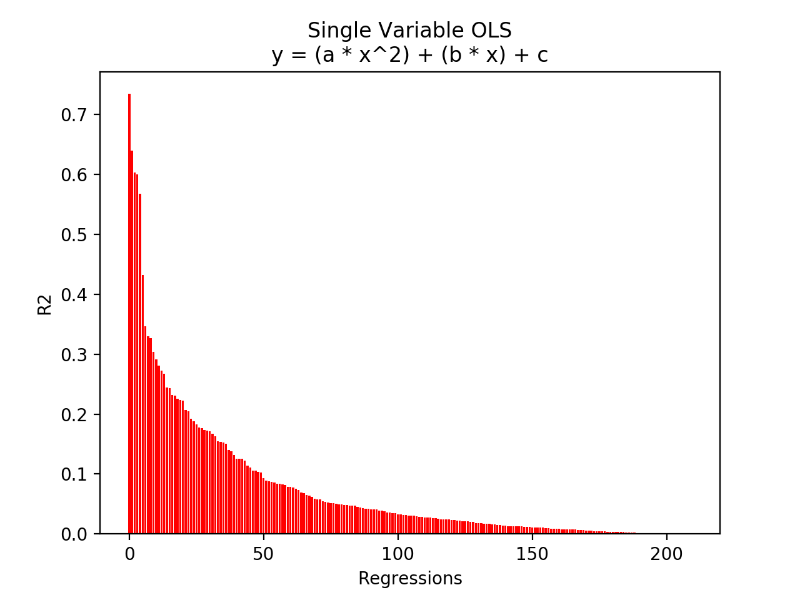 Single Variable OLS
y = (a * x^2) + (b * x) + c
0.7
0.6
0.5
0.4
0.3
0.2
0.1
0.0
R2
0 50 100 150 200
Regressions